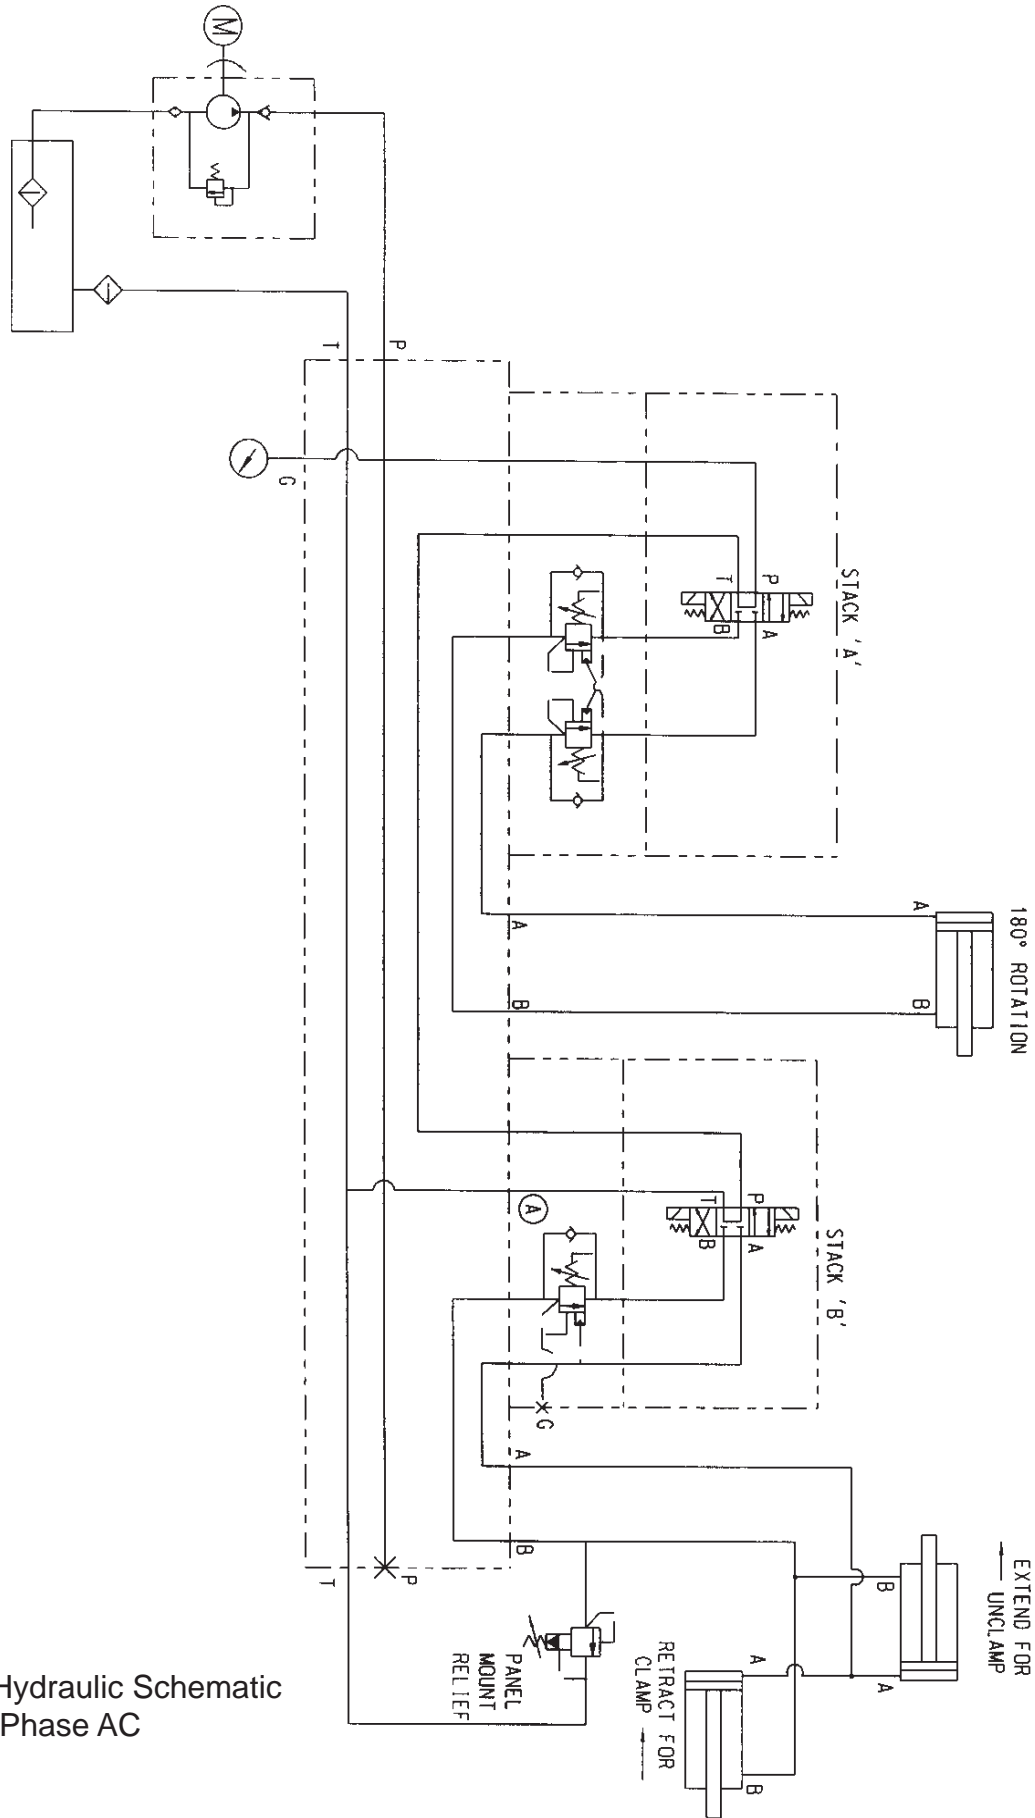 M
T
P
G
STACK 'A'
P
T
A
B
180° ROTATION
A
B
A
B
STACK 'B'
P
T
A
B
A
G
A
B
P
T
EXTEND FOR
UNCLAMP
B
A
RETRACT FOR
CLAMP
A
B
PANEL
MOUNT
RELIEF
Hydraulic Schematic
Phase AC